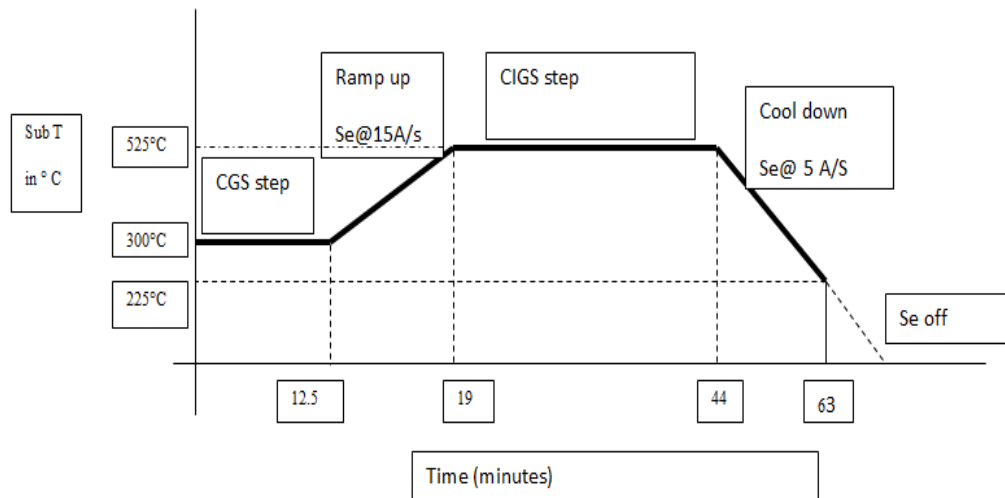 Ramp up
Se@15A/s
CIGS step
Cool down
Se@ 5 A/S
Sub T
in ° C
525°C
CGS step
300°C
225°C
Se off
12.5
19
44
63
Time (minutes)